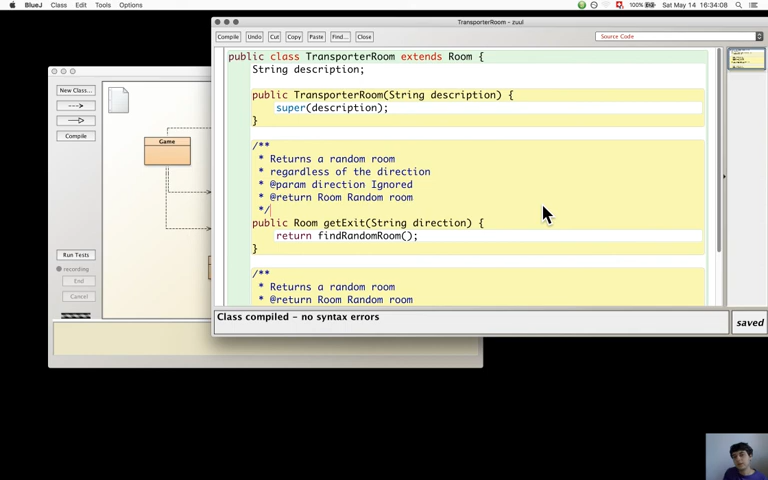 BlueJ Class Edit Tools Options 100% Sat May 14 16:34:08
TransporterRoom - zuul
Compile Undo Cut Copy Paste Find... Close Source Code
public class TransporterRoom extends Room {
String description;
public TransporterRoom(String description) {
super(description);
}
/**
* Returns a random room
* regardless of the direction
* @param direction Ignored
* @return Room Random room
*/
public Room getExit(String direction) {
return findRandomRoom();
}
/**
* Returns a random room
* @return Room Random room
Class compiled - no syntax errors
saved
New Class...
Compile
Game
Run Tests
recording
End
Cancel